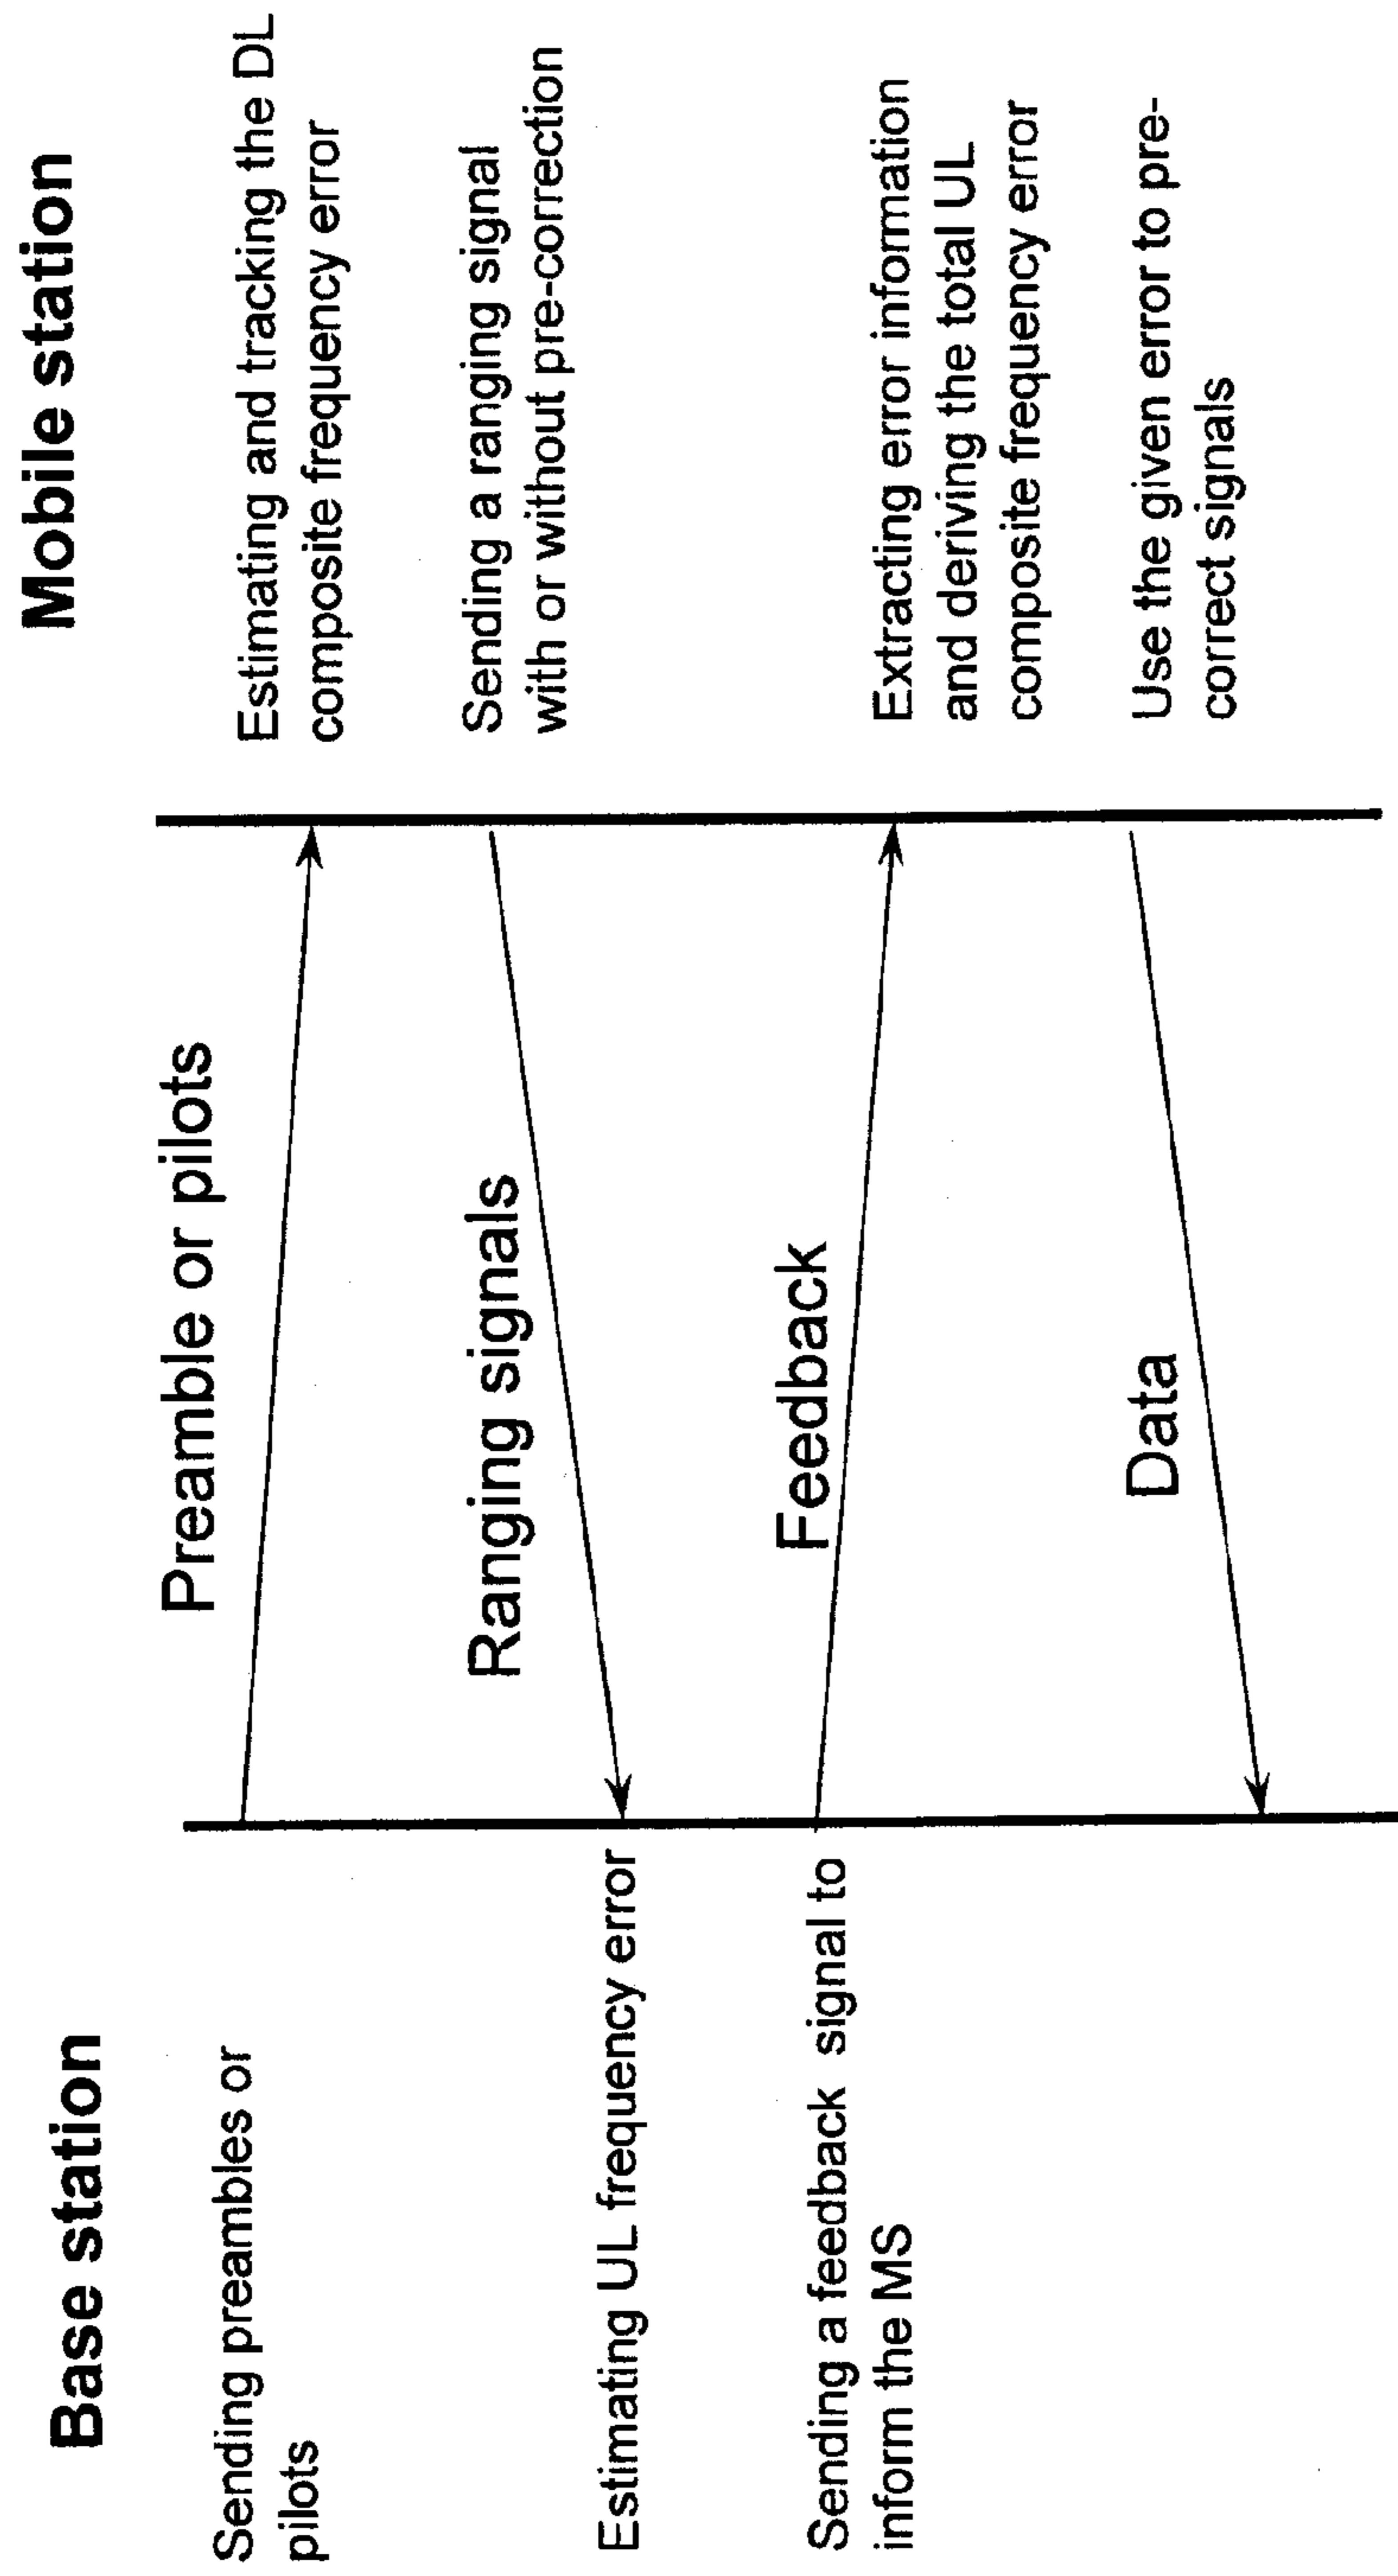 Base station
Mobile station
Sending preambles or
pilots
Preamble or pilots
Estimating and tracking the DL
composite frequency error
Sending a ranging signal
with or without pre-correction
Ranging signals
Estimating UL frequency error
Sending a feedback signal to
inform the MS
Feedback
Extracting error information
and deriving the total UL
composite frequency error
Use the given error to pre-
correct signals
Data